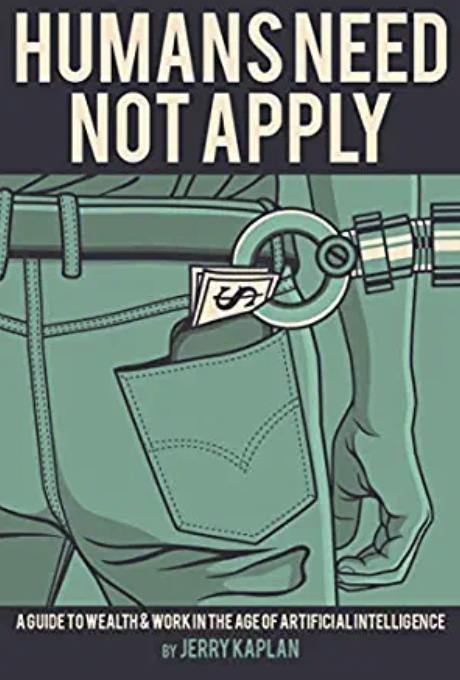 HUMANS NEED
NOT APPLY
$
A GUIDE TO WEALTH & WORK IN THE AGE OF ARTIFICIAL INTELLIGENCE
BY JERRY KAPLAN